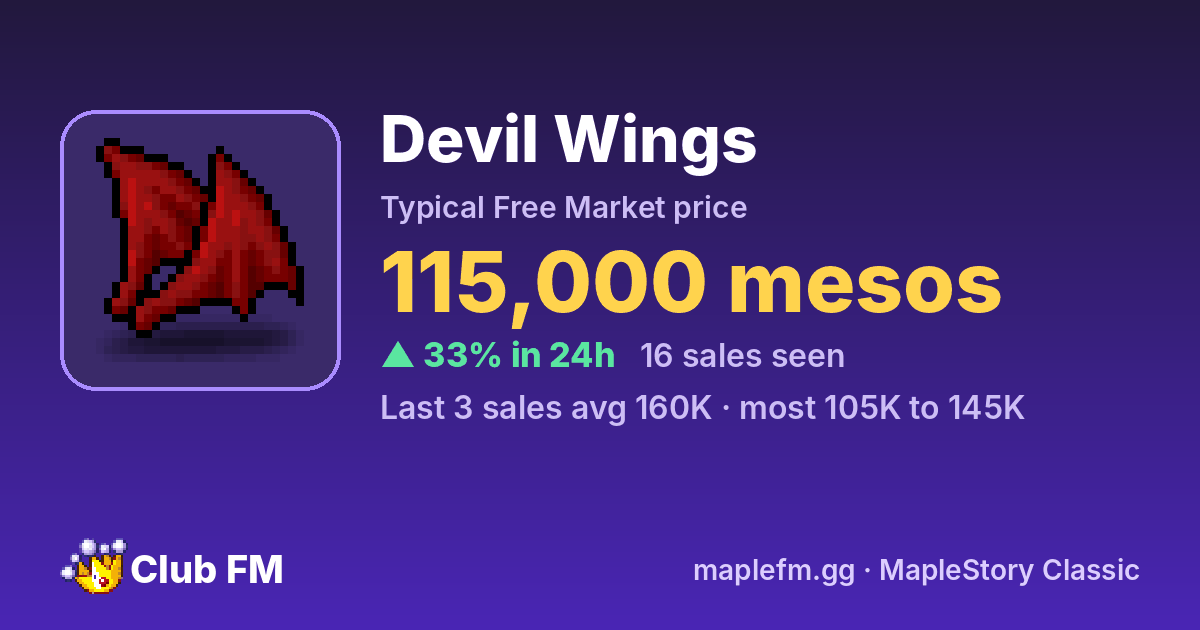 Devil Wings
Typical Free Market price
115,000 mesos
▲ 33% in 24h 16 sales seen
Last 3 sales avg 160K · most 105K to 145K
Club FM
maplefm.gg · MapleStory Classic